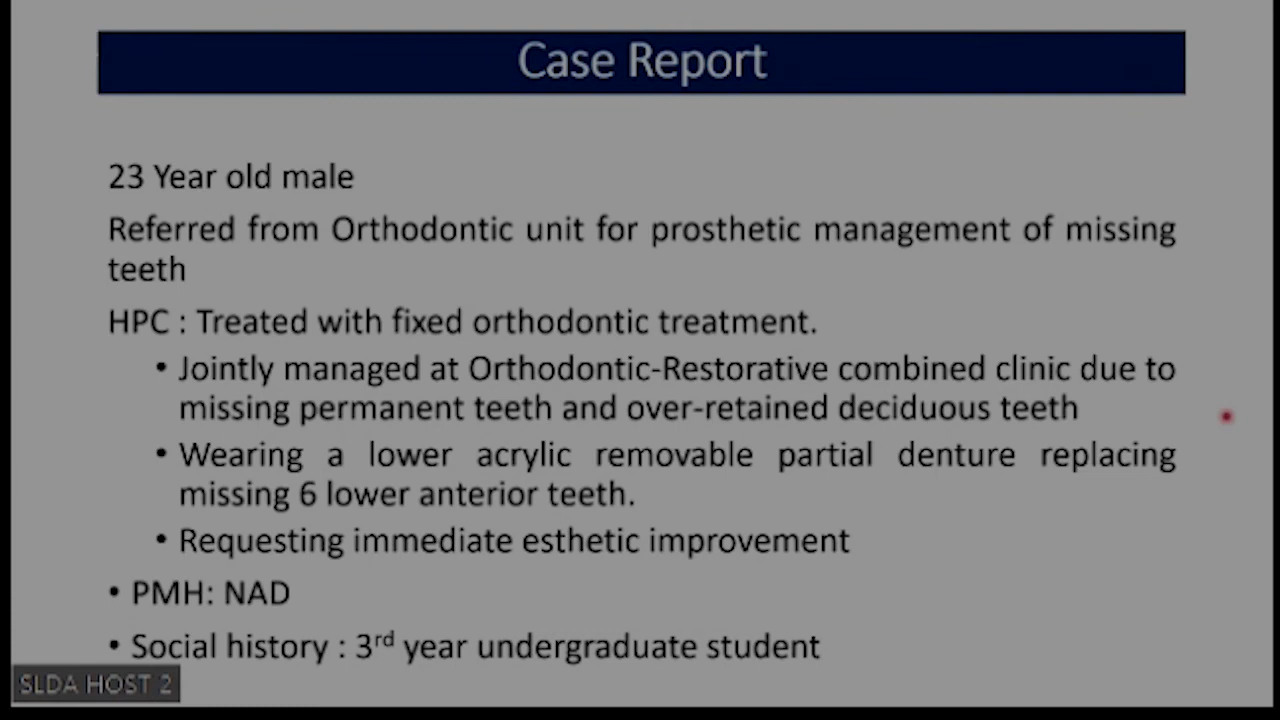 Case Report
23 Year old male
Referred from Orthodontic unit for prosthetic management of missing
teeth
HPC : Treated with fixed orthodontic treatment.
• Jointly managed at Orthodontic-Restorative combined clinic due to
missing permanent teeth and over-retained deciduous teeth
• Wearing a lower acrylic removable partial denture replacing
missing 6 lower anterior teeth.
• Requesting immediate esthetic improvement
• PMH: NAD
• Social history : 3rd year undergraduate student
SLDA HOST 2